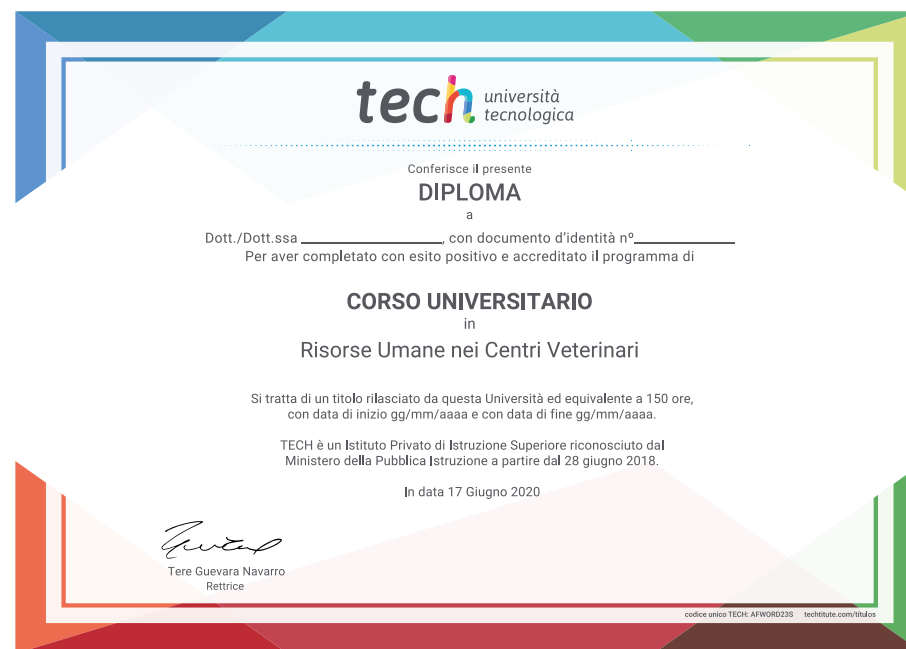 tech università
tecnologica
Conferisce il presente
DIPLOMA
a
Dott./Dott.ssa ____________________, con documento d'identità nº______________
Per aver completato con esito positivo e accreditato il programma di
CORSO UNIVERSITARIO
in
Risorse Umane nei Centri Veterinari
Si tratta di un titolo rilasciato da questa Università ed equivalente a 150 ore,
con data di inizio gg/mm/aaaa e con data di fine gg/mm/aaaa.
TECH è un Istituto Privato di Istruzione Superiore riconosciuto dal
Ministero della Pubblica Istruzione a partire dal 28 giugno 2018.
In data 17 Giugno 2020
Tere Guevara Navarro
Rettrice
codice unico TECH: AFWORD23S techtitute.com/títulos